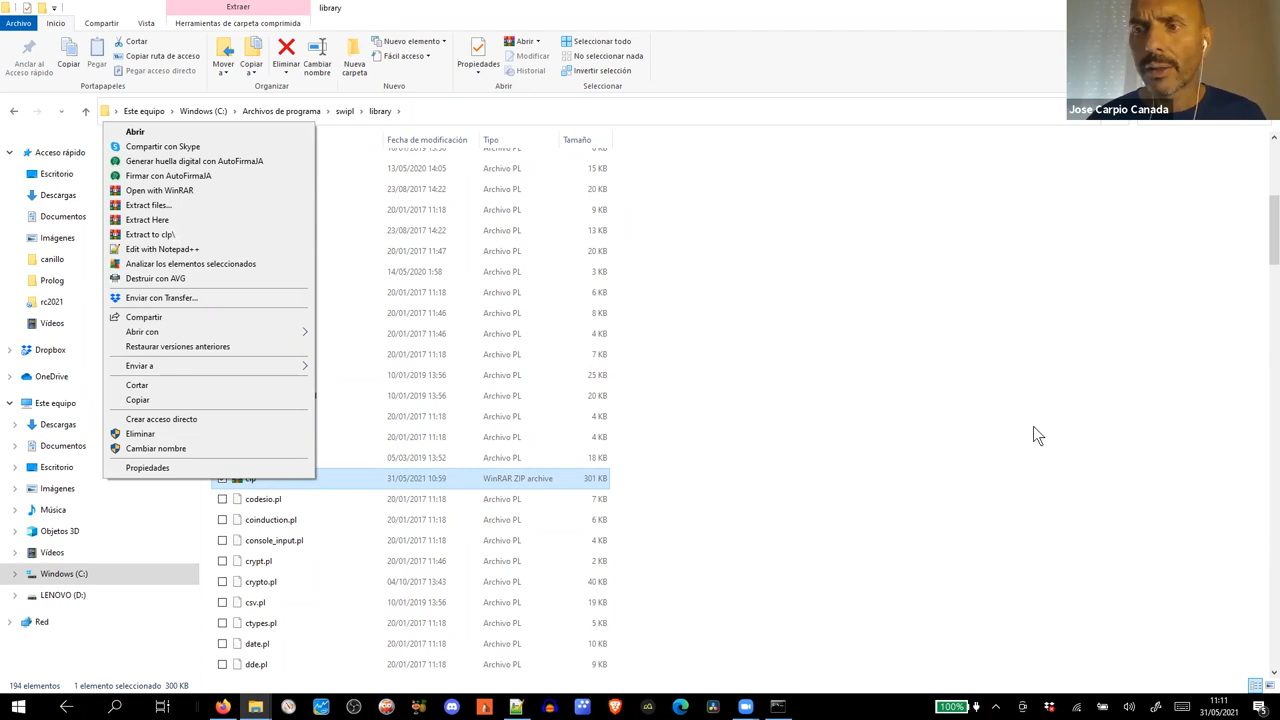 Extraer
library
Archivo
Inicio
Compartir
Vista
Herramientas de carpeta comprimida
Anclar al
Acceso rápido
Copiar
Pegar
Cortar
Copiar ruta de acceso
Pegar acceso directo
Portapapeles
Mover
a
Copiar
a
Eliminar
Cambiar
nombre
Organizar
Nueva
carpeta
Nuevo elemento
Fácil acceso
Nuevo
Propiedades
Abrir
Modificar
Historial
Abrir
Seleccionar todo
No seleccionar nada
Invertir selección
Seleccionar
Jose Carpio Canada
Este equipo > Windows (C:) > Archivos de programa > swipl > library >
Acceso rápido
Escritorio
Descargas
Documentos
Imágenes
canillo
Prolog
rc2021
Vídeos
Dropbox
OneDrive
Este equipo
Descargas
Documentos
Escritorio
Imágenes
Música
Objetos 3D
Vídeos
Windows (C:)
LENOVO (D:)
Red
Abrir
Compartir con Skype
Generar huella digital con AutoFirmaJA
Firmar con AutoFirmaJA
Open with WinRAR
Extract files...
Extract Here
Extract to clp\
Edit with Notepad++
Analizar los elementos seleccionados
Destruir con AVG
Enviar con Transfer...
Compartir
Abrir con
Restaurar versiones anteriores
Enviar a
Cortar
Copiar
Crear acceso directo
Eliminar
Cambiar nombre
Propiedades
Fecha de modificación Tipo Tamaño
13/05/2020 14:05 Archivo PL 15 KB
23/08/2017 14:22 Archivo PL 20 KB
20/01/2017 11:18 Archivo PL 9 KB
23/08/2017 14:22 Archivo PL 13 KB
20/01/2017 11:47 Archivo PL 20 KB
14/05/2020 1:58 Archivo PL 3 KB
20/01/2017 11:18 Archivo PL 6 KB
20/01/2017 11:46 Archivo PL 8 KB
20/01/2017 11:46 Archivo PL 4 KB
20/01/2017 11:18 Archivo PL 7 KB
10/01/2019 13:56 Archivo PL 25 KB
10/01/2019 13:56 Archivo PL 20 KB
20/01/2017 11:18 Archivo PL 4 KB
20/01/2017 11:18 Archivo PL 4 KB
05/03/2019 13:52 Archivo PL 18 KB
clp 31/05/2021 10:59 WinRAR ZIP archive 301 KB
codesio.pl 20/01/2017 11:18 Archivo PL 7 KB
coinduction.pl 20/01/2017 11:18 Archivo PL 6 KB
console_input.pl 20/01/2017 11:18 Archivo PL 4 KB
crypt.pl 20/01/2017 11:46 Archivo PL 2 KB
crypto.pl 04/10/2017 13:43 Archivo PL 40 KB
csv.pl 10/01/2019 13:56 Archivo PL 19 KB
ctypes.pl 20/01/2017 11:18 Archivo PL 5 KB
date.pl 20/01/2017 11:18 Archivo PL 10 KB
dde.pl 20/01/2017 11:18 Archivo PL 9 KB
194 elementos 1 elemento seleccionado 300 KB
100%
11:11
31/05/2021
5